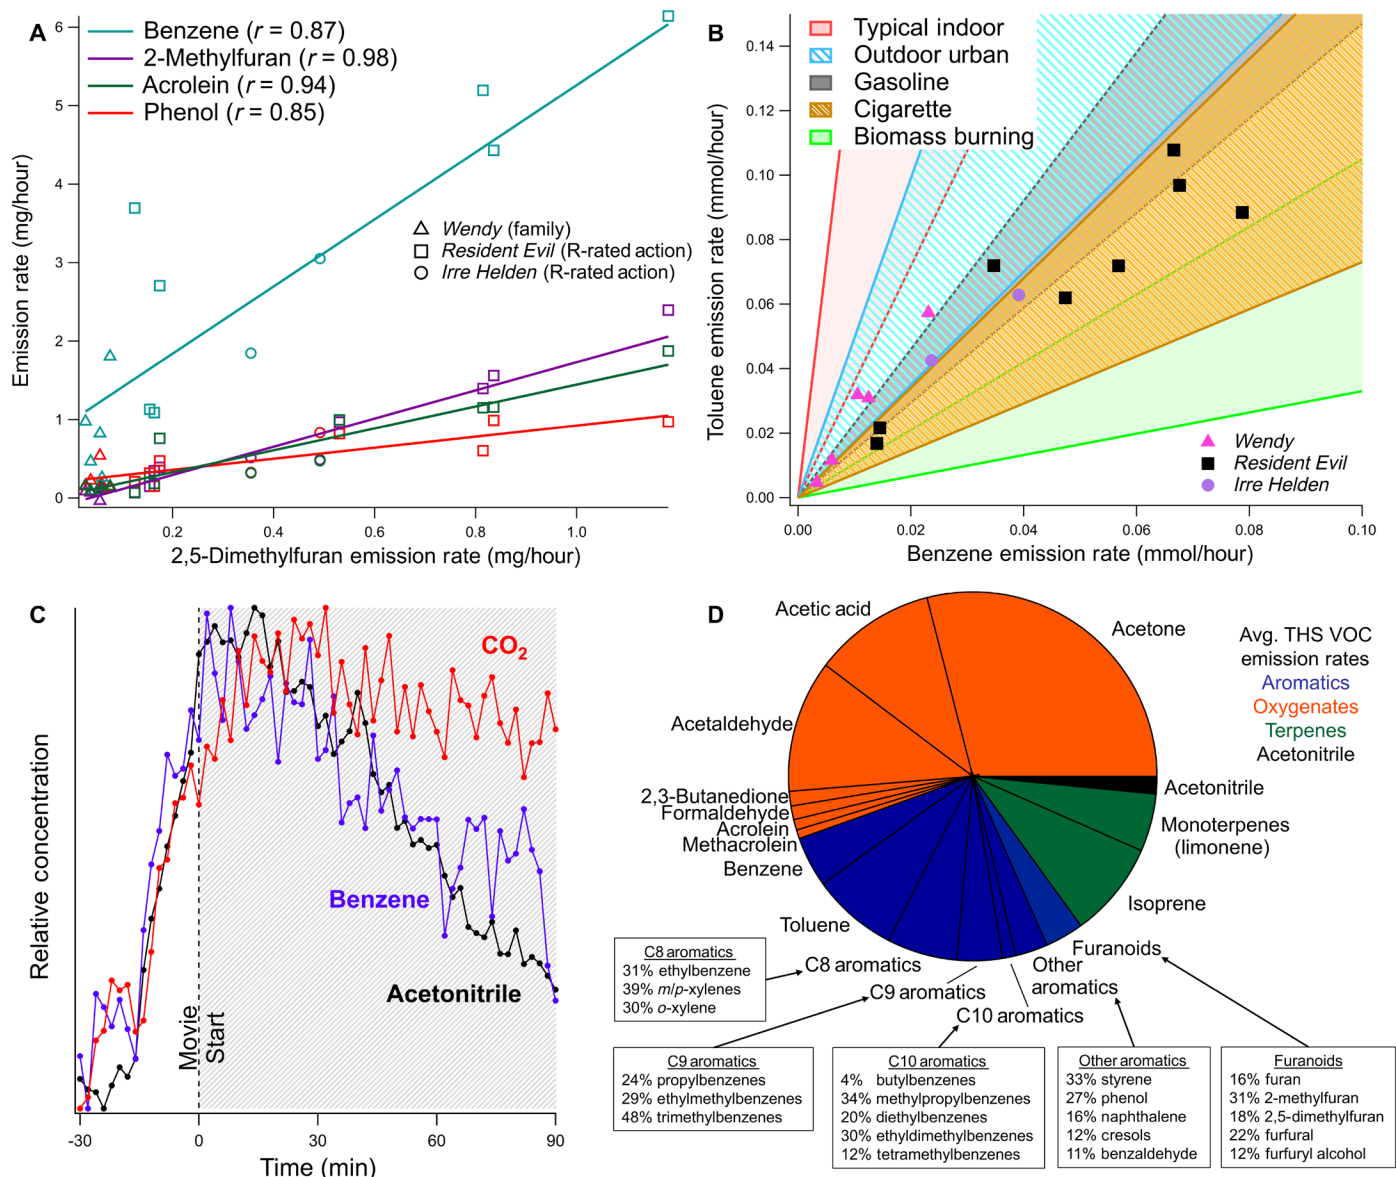 A
Benzene (r = 0.87)
2-Methylfuran (r = 0.98)
Acrolein (r = 0.94)
Phenol (r = 0.85)
Wendy (family)
Resident Evil (R-rated action)
Irre Helden (R-rated action)
Emission rate (mg/hour)
6
5
4
3
2
1
0
0.2
0.4
0.6
0.8
1.0
2,5-Dimethylfuran emission rate (mg/hour)
B
Typical indoor
Outdoor urban
Gasoline
Cigarette
Biomass burning
Toluene emission rate (mmol/hour)
0.14
0.12
0.10
0.08
0.06
0.04
0.02
0.00
Wendy
Resident Evil
Irre Helden
0.00
0.02
0.04
0.06
0.08
0.10
Benzene emission rate (mmol/hour)
C
CO2
Benzene
Acetonitrile
Relative concentration
Movie
Start
-30
0
30
60
90
Time (min)
D
Avg. THS VOC
emission rates
Aromatics
Oxygenates
Terpenes
Acetonitrile
Acetic acid
Acetone
Acetaldehyde
2,3-Butanedione
Formaldehyde
Acrolein
Methacrolein
Benzene
Toluene
C8 aromatics
C9 aromatics
C10 aromatics
Other
aromatics
Furanoids
Isoprene
Monoterpenes
(limonene)
Acetonitrile
C8 aromatics
31% ethylbenzene
39% m/p-xylenes
30% o-xylene
C9 aromatics
24% propylbenzenes
29% ethylmethylbenzenes
48% trimethylbenzenes
C10 aromatics
4% butylbenzenes
34% methylpropylbenzenes
20% diethylbenzenes
30% ethyldimethylbenzenes
12% tetramethylbenzenes
Other aromatics
33% styrene
27% phenol
16% naphthalene
12% cresols
11% benzaldehyde
Furanoids
16% furan
31% 2-methylfuran
18% 2,5-dimethylfuran
22% furfural
12% furfuryl alcohol